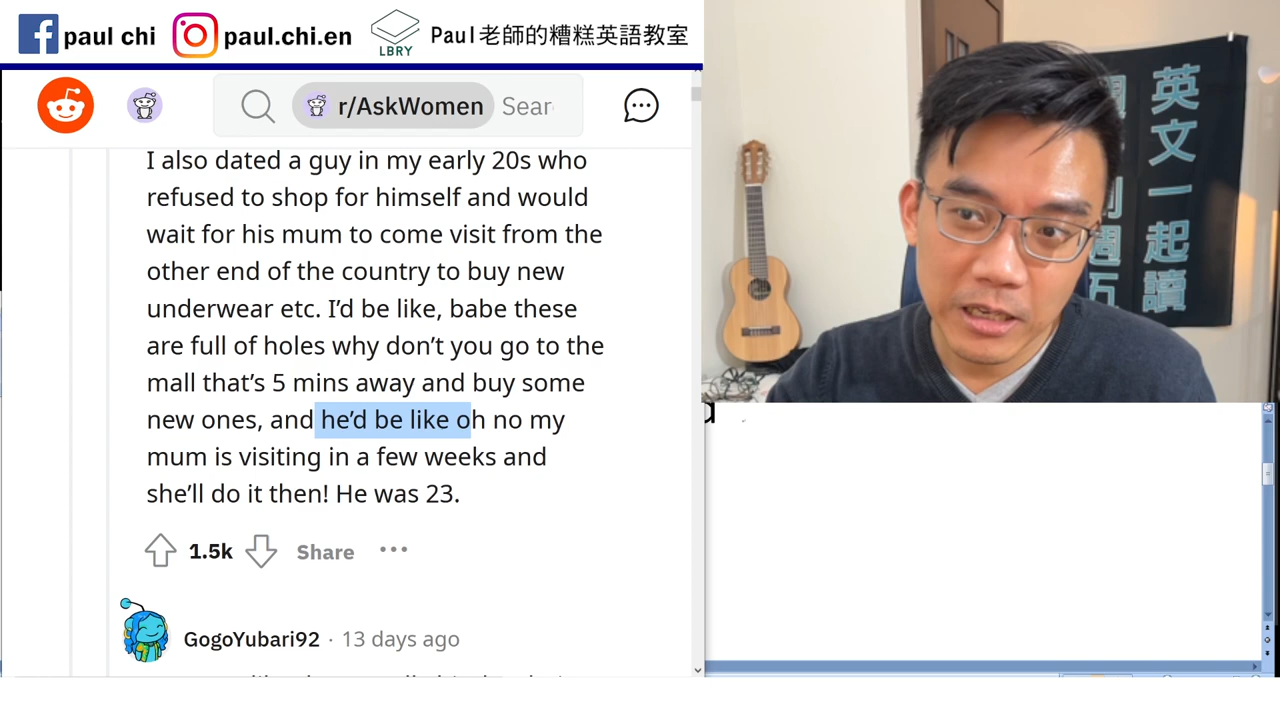 paul chi paul.chi.en LBRY Paul老師的糟糕英語教室
r/AskWomen Sear
I also dated a guy in my early 20s who
refused to shop for himself and would
wait for his mum to come visit from the
other end of the country to buy new
underwear etc. I’d be like, babe these
are full of holes why don’t you go to the
mall that’s 5 mins away and buy some
new ones, and he’d be like oh no my
mum is visiting in a few weeks and
she’ll do it then! He was 23.
1.5k Share
GogoYubari92 · 13 days ago
英文一起讀